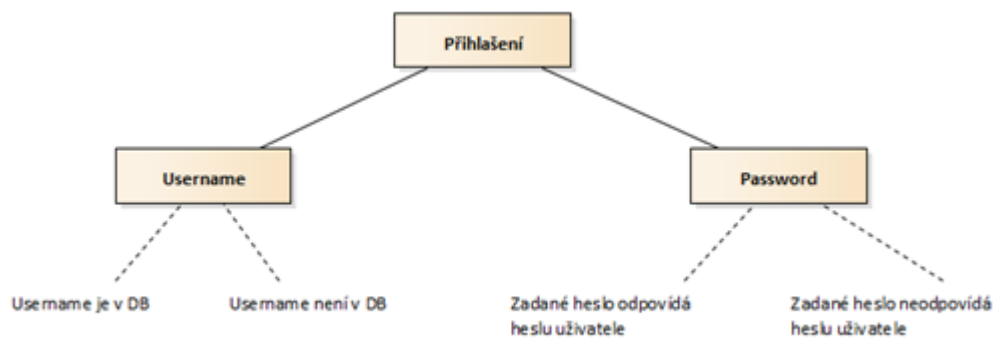 Přihlašení
Username
Password
Username je v DB
Username není v DB
Zadané heslo odpovídá
heslu uživatele
Zadané heslo neodpovídá
heslu uživatele